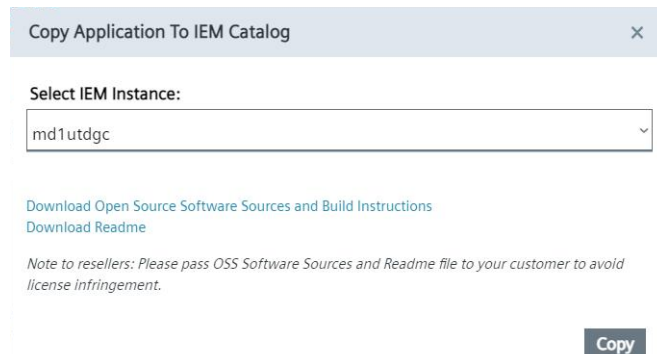 Copy Application To IEM Catalog
Select IEM Instance:
md1utdgc
Download Open Source Software Sources and Build Instructions
Download Readme
Note to resellers: Please pass OSS Software Sources and Readme file to your customer to avoid
license infringement.
Copy